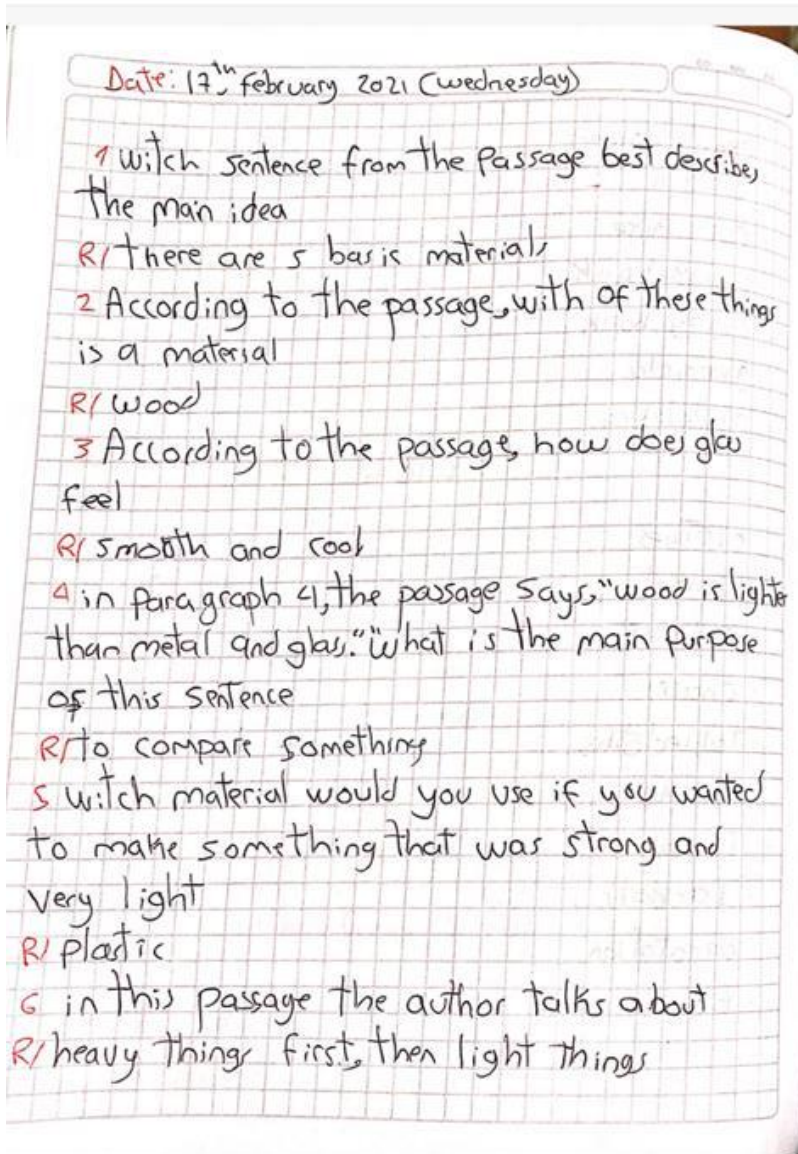 Date: 17th february 2021 (wednesday)
1 witch sentence from the Passage best describes
the main idea
R/ there are 5 basic materials
2 According to the passage, with of these things
is a material
R/ wood
3 According to the passage, how does glas
feel
R/ smooth and cool
4 in Paragraph 4, the passage says, "wood is lighter
than metal and glas." What is the main Purpose
of this sentence
R/ to compare something
5 witch material would you use if you wanted
to make something that was strong and
very light
R/ plastic
6 in this passage the author talks about
R/ heavy things first, then light things